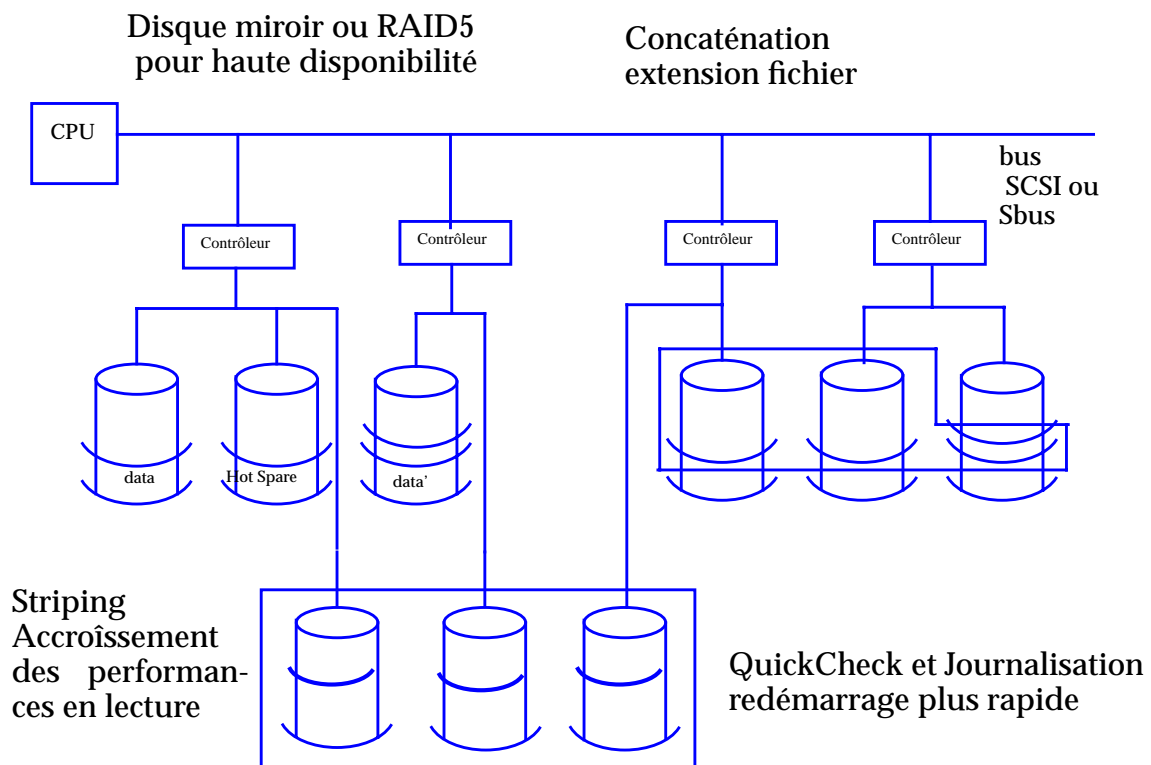 Disque miroir ou RAID5
pour haute disponibilité
Concaténation
extension fichier
CPU
bus
SCSI ou
Sbus
Contrôleur
Contrôleur
Contrôleur
Contrôleur
data
Hot Spare
data’
Striping
Accroîssement
des performan-
ces en lecture
QuickCheck et Journalisation
redémarrage plus rapide